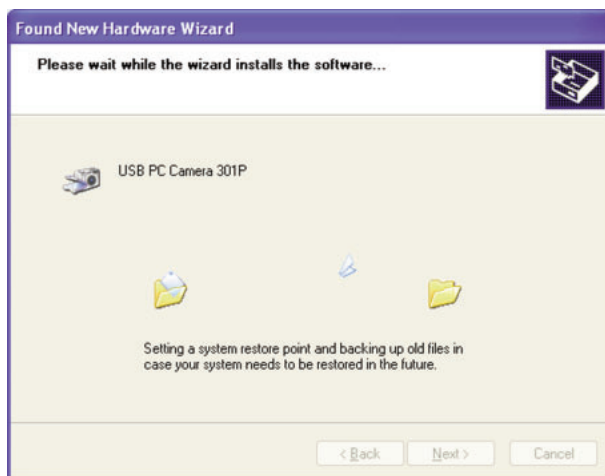 Found New Hardware Wizard
Please wait while the wizard installs the software...
USB PC Camera 301P
Setting a system restore point and backing up old files in
case your system needs to be restored in the future.
< Back
Next >
Cancel